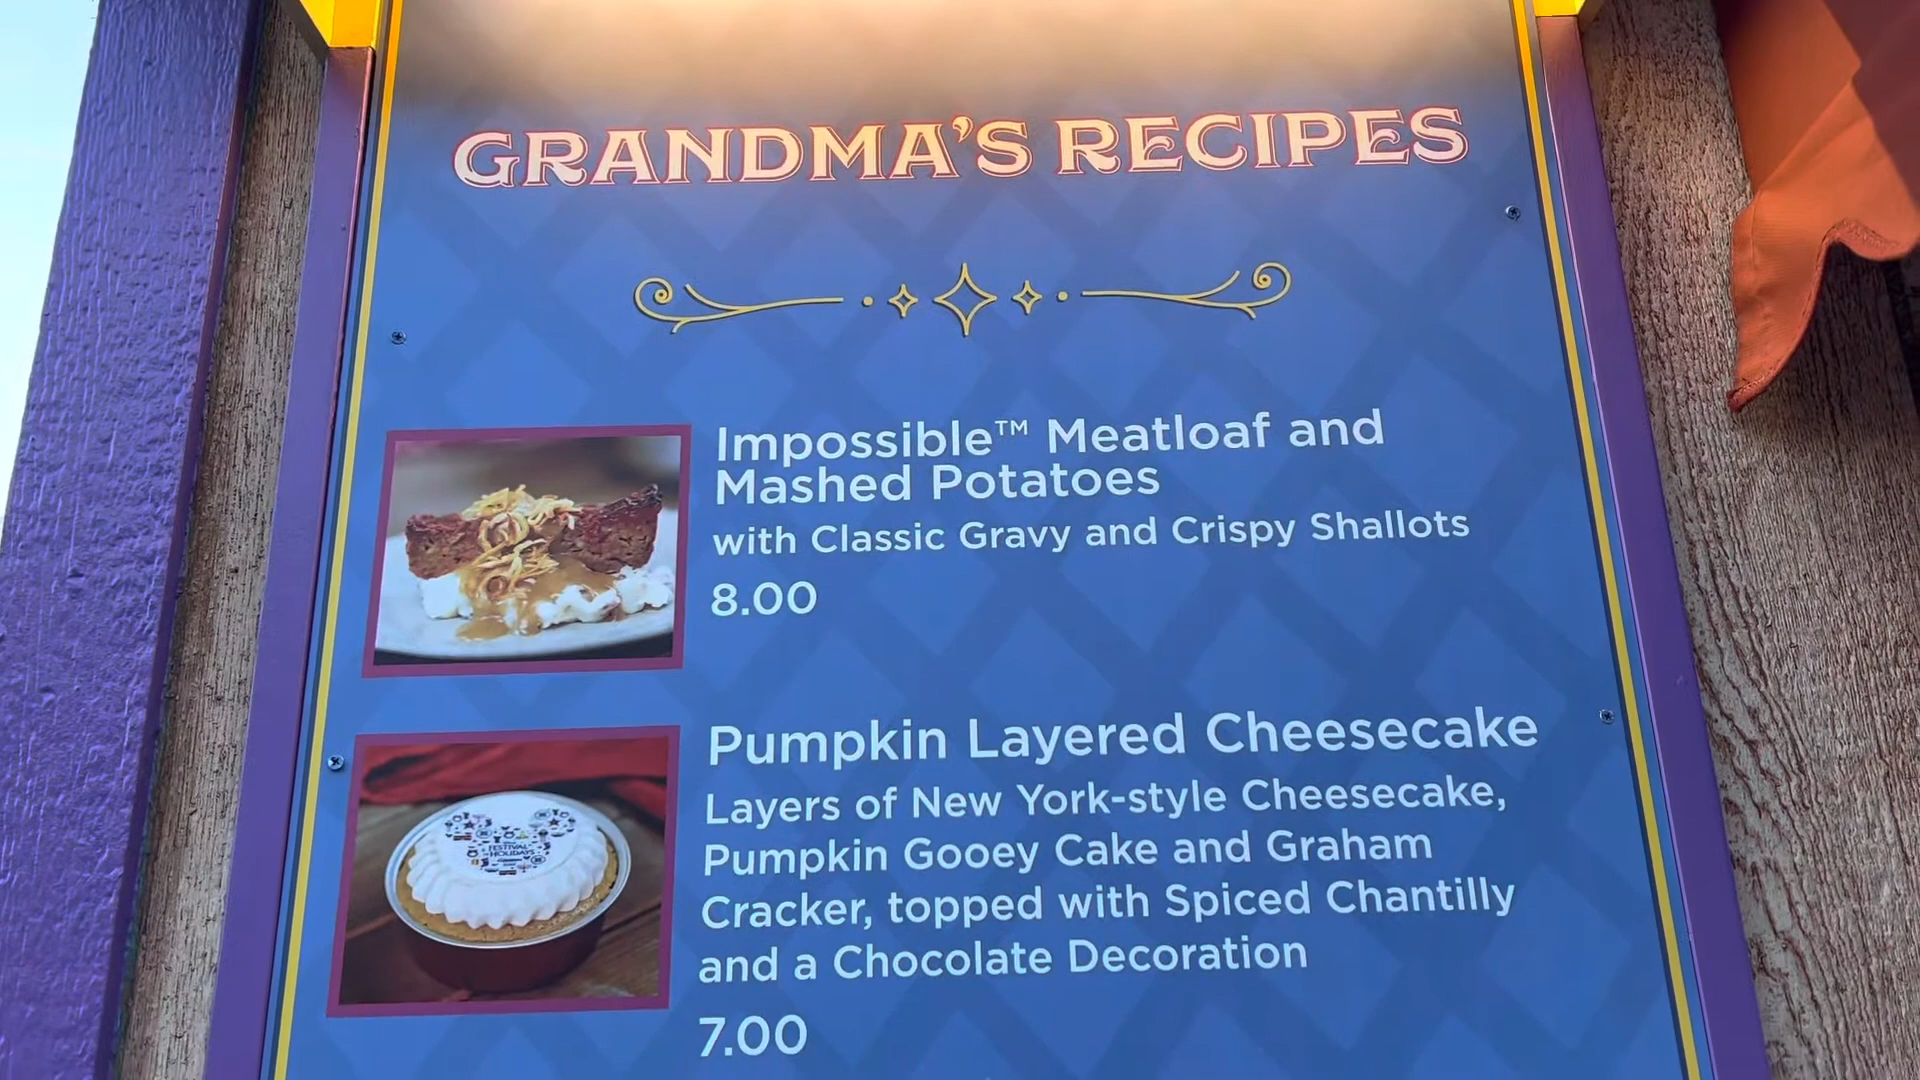 GRANDMA'S RECIPES
Impossible™ Meatloaf and
Mashed Potatoes
with Classic Gravy and Crispy Shallots
8.00
FESTIVAL
HOLIDAYS
Pumpkin Layered Cheesecake
Layers of New York-style Cheesecake,
Pumpkin Gooey Cake and Graham
Cracker, topped with Spiced Chantilly
and a Chocolate Decoration
7.00